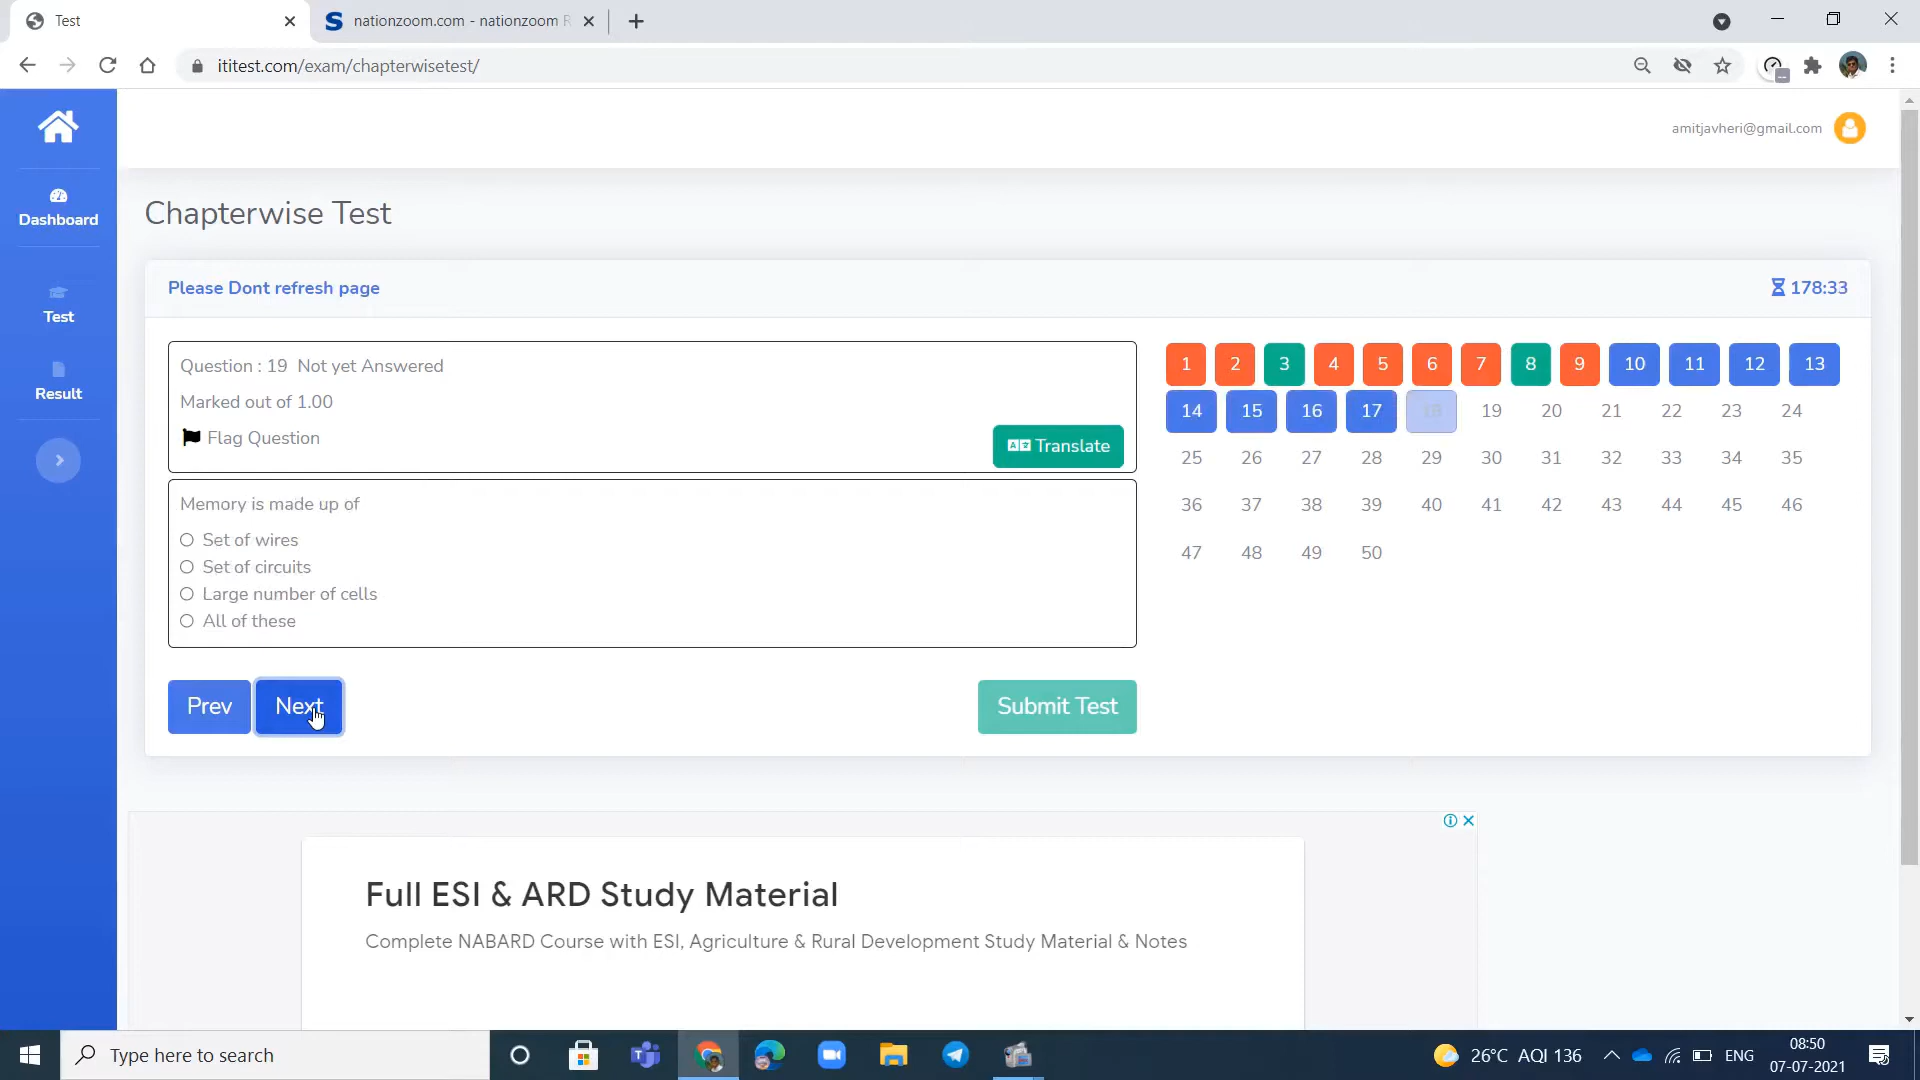 Test
nationzoom.com - nationzoom R
ititest.com/exam/chapterwisetest/
amitjavheri@gmail.com
Dashboard
Test
Result
Chapterwise Test
Please Dont refresh page
178:33
Question : 19 Not yet Answered
Marked out of 1.00
Flag Question
Translate
Memory is made up of
Set of wires
Set of circuits
Large number of cells
All of these
Prev
Next
Submit Test
1 2 3 4 5 6 7 8 9 10 11 12 13
14 15 16 17 18 19 20 21 22 23 24
25 26 27 28 29 30 31 32 33 34 35
36 37 38 39 40 41 42 43 44 45 46
47 48 49 50
Full ESI & ARD Study Material
Complete NABARD Course with ESI, Agriculture & Rural Development Study Material & Notes
Type here to search
26°C AQI 136
ENG
08:50
07-07-2021